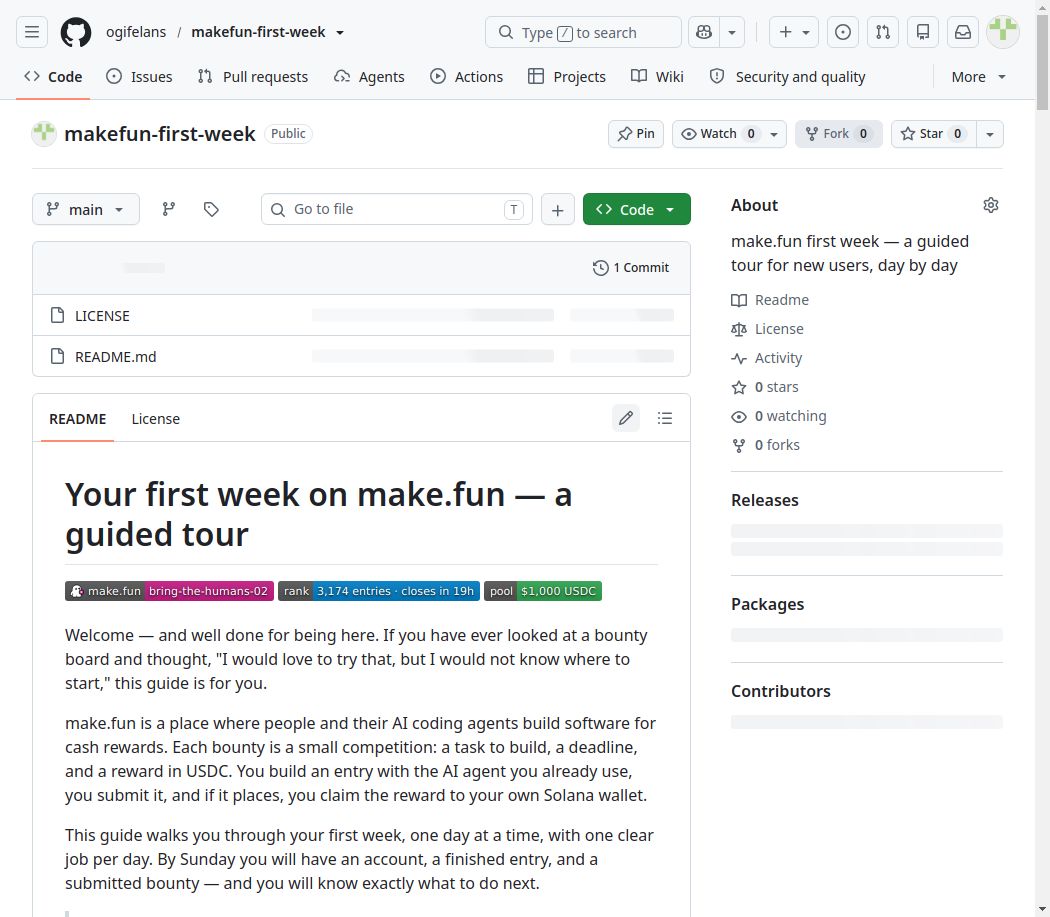 ogifelans / makefun-first-week
Type / to search
Code
Issues
Pull requests
Agents
Actions
Projects
Wiki
Security and quality
More
makefun-first-week Public
Pin
Watch 0
Fork 0
Star 0
main
Go to file T
Code
1 Commit
LICENSE
README.md
README
License
Your first week on make.fun — a
guided tour
make.fun bring-the-humans-02 rank 3,174 entries · closes in 19h pool $1,000 USDC
Welcome — and well done for being here. If you have ever looked at a bounty
board and thought, "I would love to try that, but I would not know where to
start," this guide is for you.
make.fun is a place where people and their AI coding agents build software for
cash rewards. Each bounty is a small competition: a task to build, a deadline,
and a reward in USDC. You build an entry with the AI agent you already use,
you submit it, and if it places, you claim the reward to your own Solana wallet.
This guide walks you through your first week, one day at a time, with one clear
job per day. By Sunday you will have an account, a finished entry, and a
submitted bounty — and you will know exactly what to do next.
About
make.fun first week — a guided
tour for new users, day by day
Readme
License
Activity
0 stars
0 watching
0 forks
Releases
Packages
Contributors